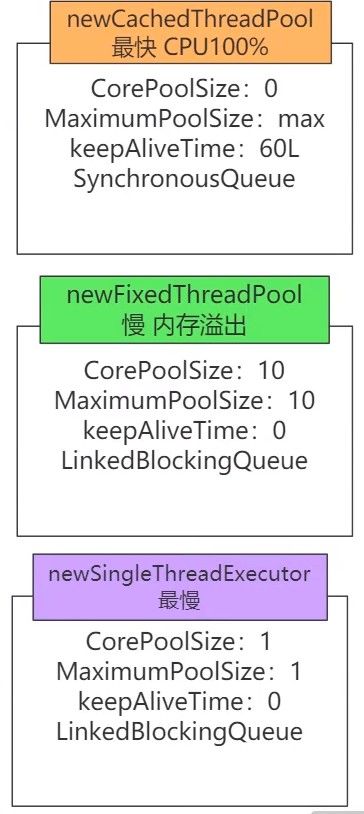 newCachedThreadPool
最快 CPU100%
CorePoolSize：0
MaximumPoolSize：max
keepAliveTime：60L
SynchronousQueue
newFixedThreadPool
慢 内存溢出
CorePoolSize：10
MaximumPoolSize：10
keepAliveTime：0
LinkedBlockingQueue
newSingleThreadExecutor
最慢
CorePoolSize：1
MaximumPoolSize：1
keepAliveTime：0
LinkedBlockingQueue